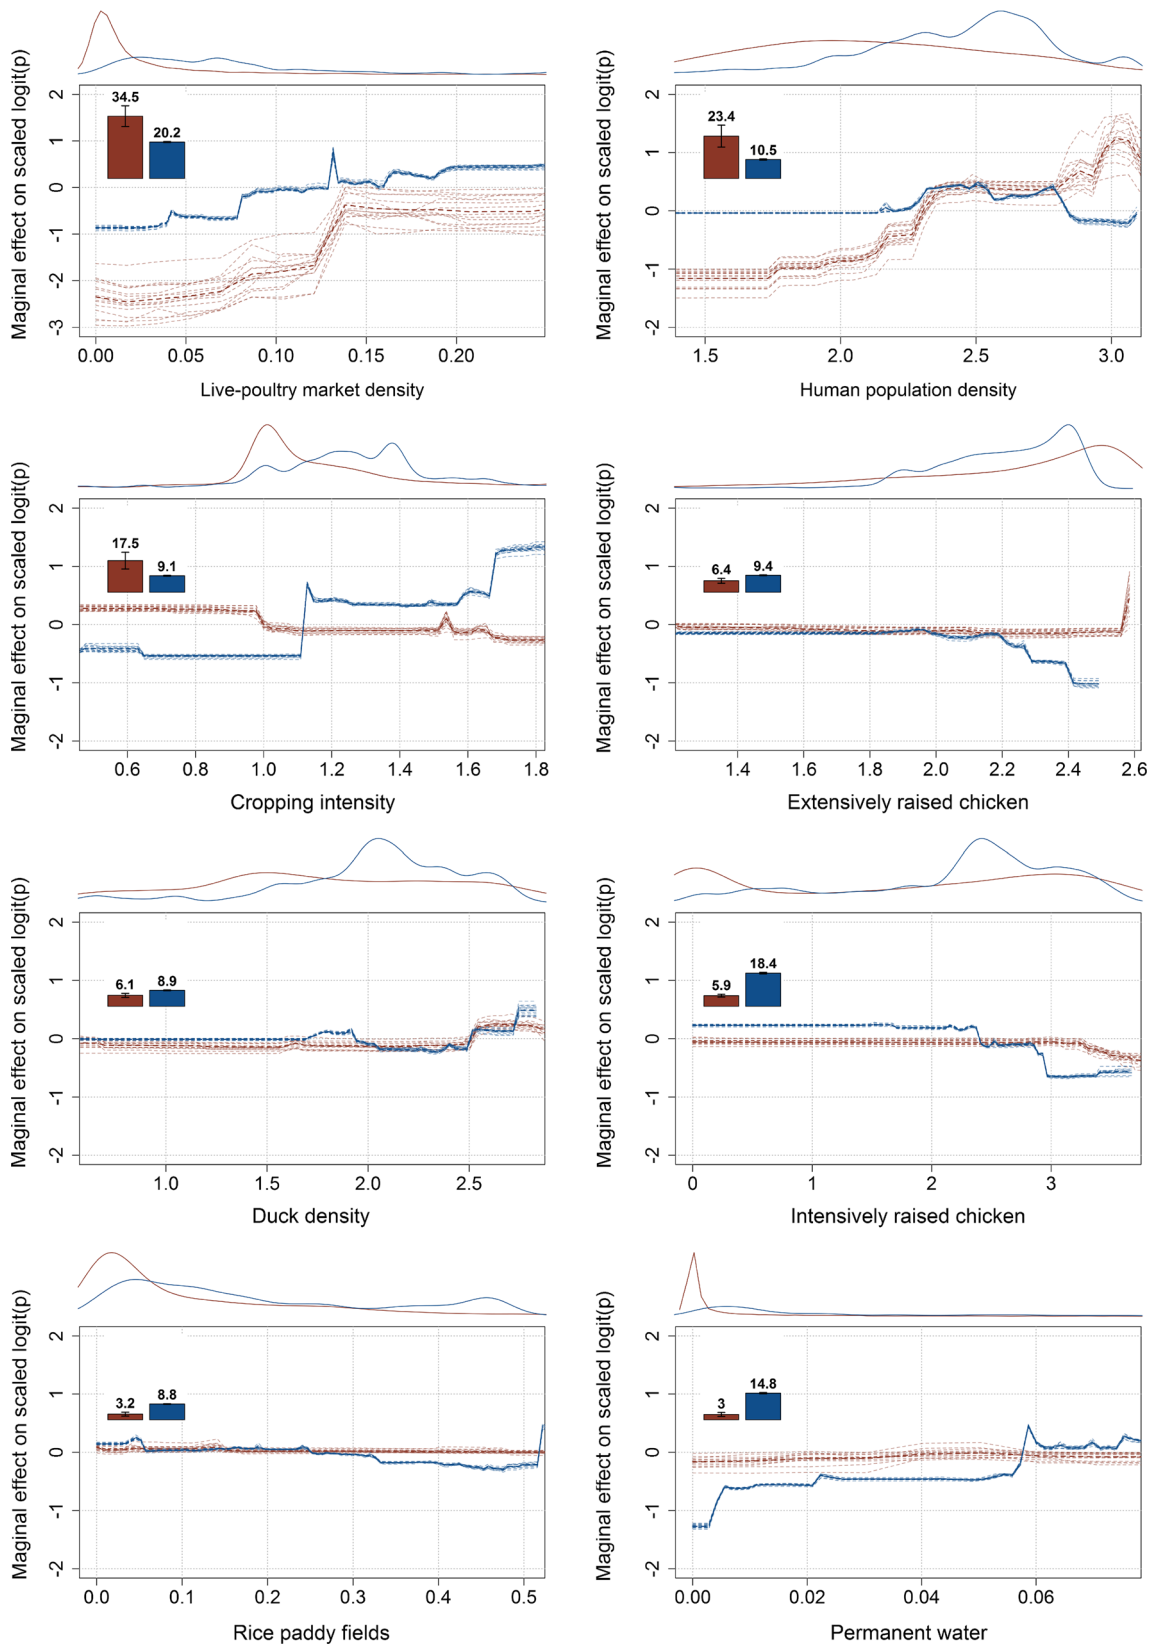 Maginal effect on scaled logit(p)
2
1
0
-1
-2
-3
34.5
20.2
0.00 0.05 0.10 0.15 0.20
Live-poultry market density
Maginal effect on scaled logit(p)
2
1
0
-1
-2
23.4
10.5
1.5 2.0 2.5 3.0
Human population density
Maginal effect on scaled logit(p)
2
1
0
-1
-2
17.5
9.1
0.6 0.8 1.0 1.2 1.4 1.6 1.8
Cropping intensity
Maginal effect on scaled logit(p)
2
1
0
-1
-2
6.4
9.4
1.4 1.6 1.8 2.0 2.2 2.4 2.6
Extensively raised chicken
Maginal effect on scaled logit(p)
2
1
0
-1
-2
6.1
8.9
1.0 1.5 2.0 2.5
Duck density
Maginal effect on scaled logit(p)
2
1
0
-1
-2
5.9
18.4
0 1 2 3
Intensively raised chicken
Maginal effect on scaled logit(p)
2
1
0
-1
-2
3.2
8.8
0.0 0.1 0.2 0.3 0.4 0.5
Rice paddy fields
Maginal effect on scaled logit(p)
2
1
0
-1
-2
3
14.8
0.00 0.02 0.04 0.06
Permanent water